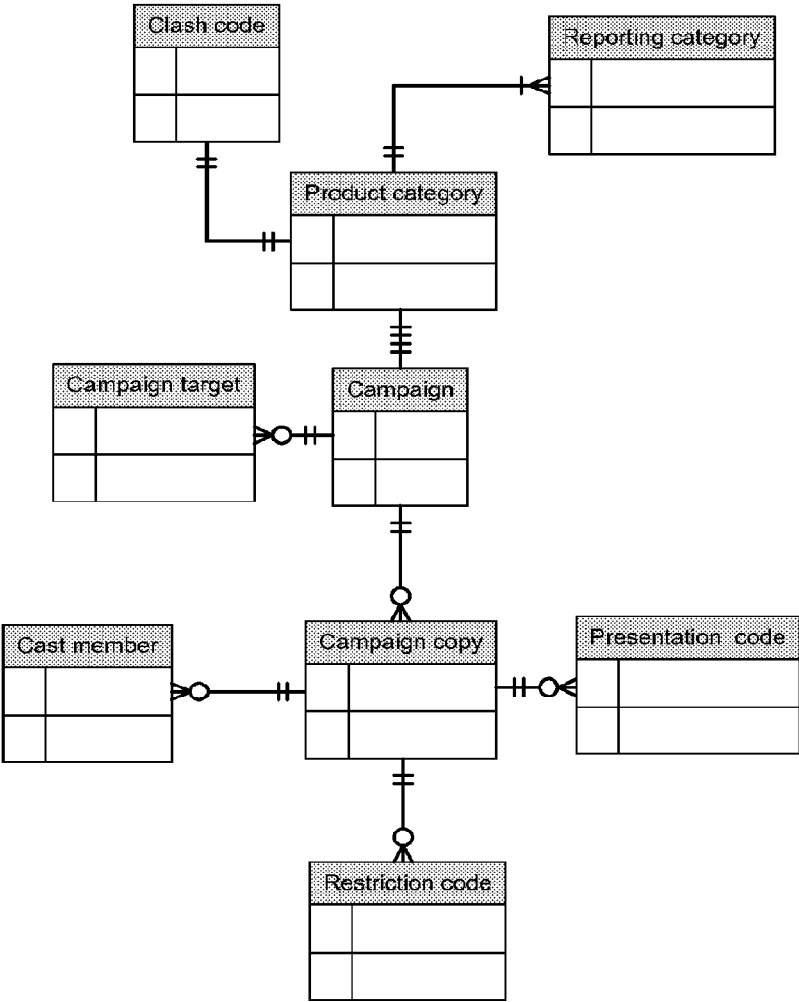 Clash code
Reporting category
Product category
Campaign target
Campaign
Cast member
Campaign copy
Presentation code
Restriction code